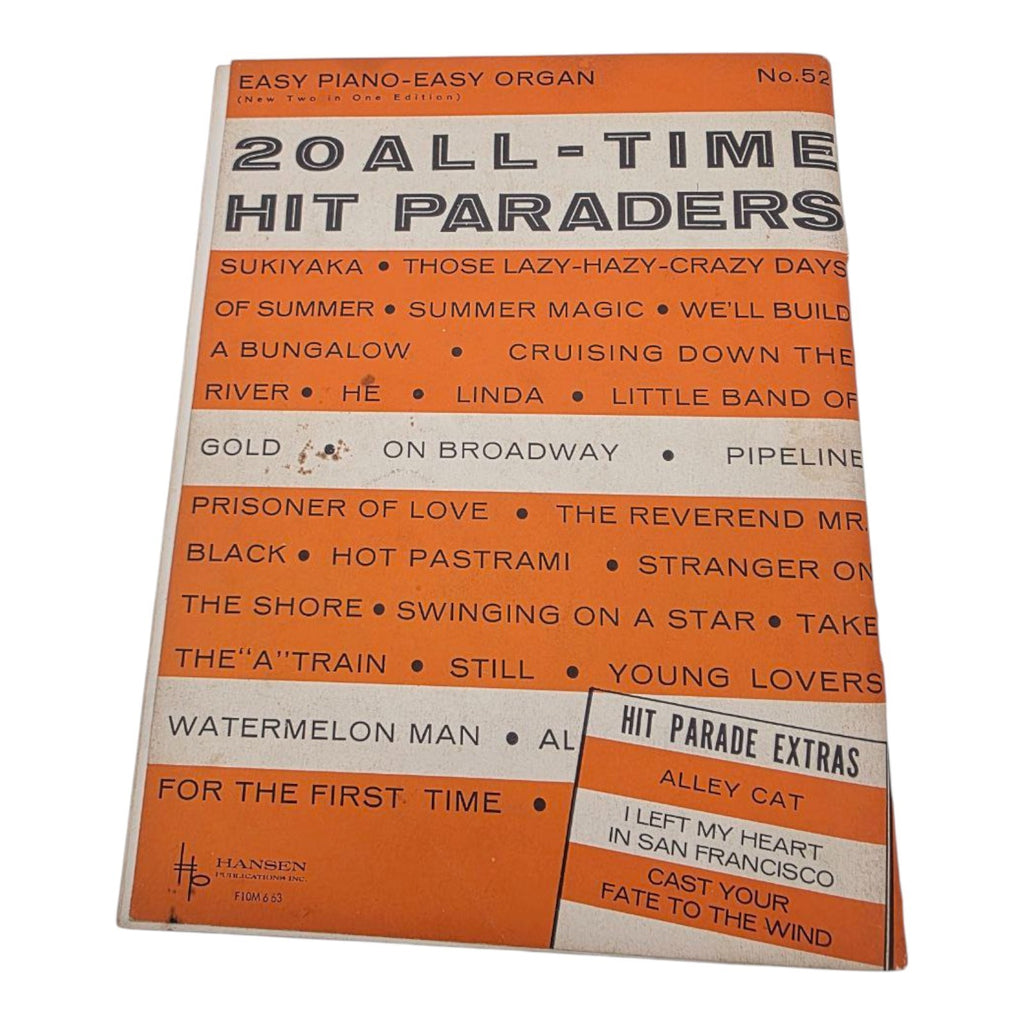 EASY PIANO-EASY ORGAN No.52
(New Two in One Edition)
20 ALL-TIME
HIT PARADERS
SUKIYAKA • THOSE LAZY-HAZY-CRAZY DAYS
OF SUMMER • SUMMER MAGIC • WE'LL BUILD
A BUNGALOW • CRUISING DOWN THE
RIVER • HE • LINDA • LITTLE BAND OF
GOLD • ON BROADWAY • PIPELINE
PRISONER OF LOVE • THE REVEREND MR.
BLACK • HOT PASTRAMI • STRANGER ON
THE SHORE • SWINGING ON A STAR • TAKE
THE "A" TRAIN • STILL • YOUNG LOVERS
WATERMELON MAN • AL
FOR THE FIRST TIME •
HIT PARADE EXTRAS
ALLEY CAT
I LEFT MY HEART
IN SAN FRANCISCO
CAST YOUR
FATE TO THE WIND
HANSEN
PUBLICATIONS INC.
F10M 6 63